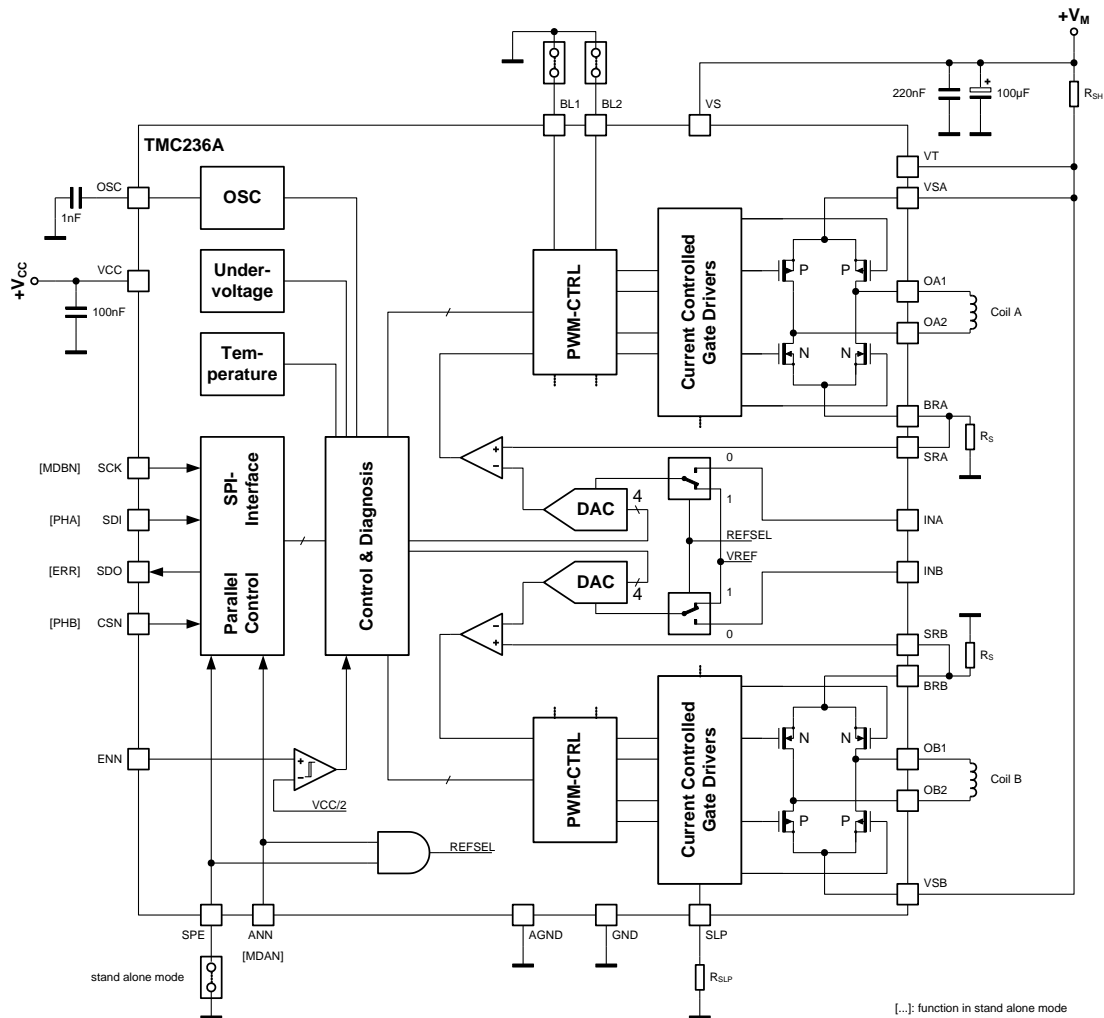 +VM
220nF
+
100µF
RSH
BL1
BL2
VS
TMC236A
VT
OSC
OSC
VSA
1nF
VCC
+VCC
100nF
Under-
voltage
Tem-
perature
PWM-CTRL
Current Controlled
Gate Drivers
P
P
N
N
OA1
OA2
Coil A
BRA
RS
SRA
[MDBN]
SCK
[PHA]
SDI
[ERR]
SDO
[PHB]
CSN
SPI-
Interface
Parallel
Control
Control & Diagnosis
+
-
DAC
4
0
1
INA
REFSEL
VREF
INB
DAC
4
1
0
-
+
SRB
RS
BRB
PWM-CTRL
Current Controlled
Gate Drivers
N
N
P
P
OB1
OB2
Coil B
ENN
+
-
VCC/2
REFSEL
VSB
SPE
ANN
[MDAN]
AGND
GND
SLP
stand alone mode
RSLP
[...]: function in stand alone mode